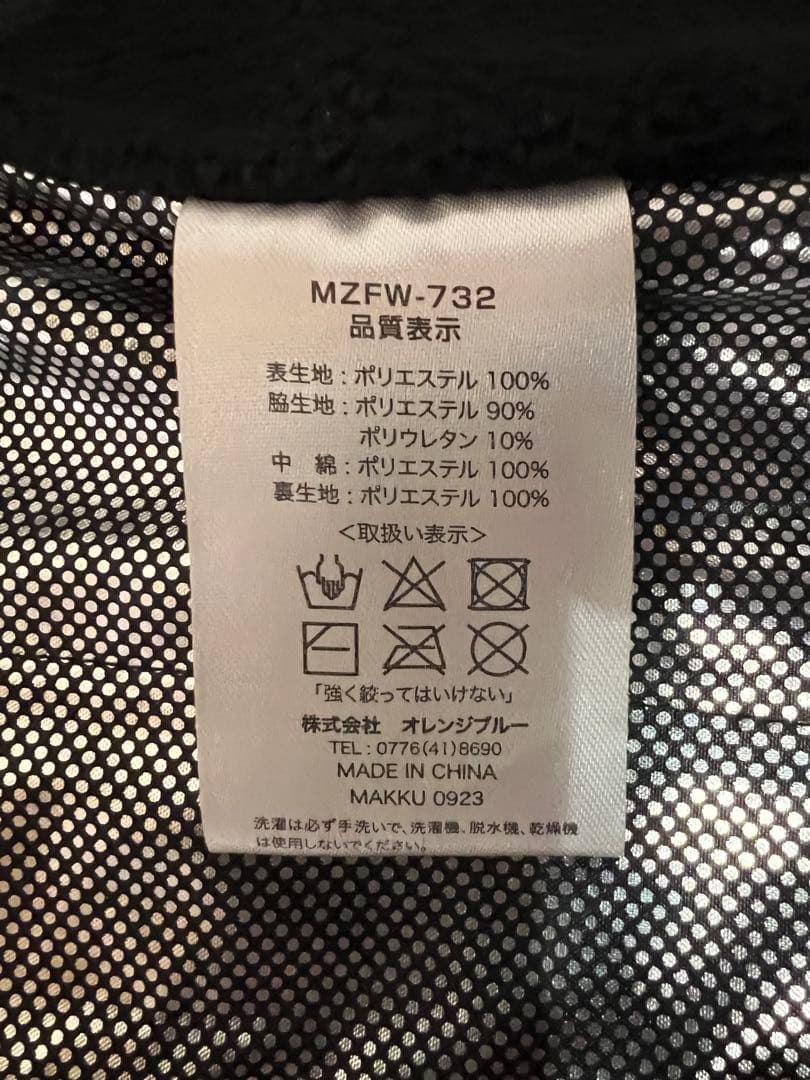 MZFW-732
品質表示
表生地：ポリエステル 100%
脇生地：ポリエステル 90%
ポリウレタン 10%
中　綿：ポリエステル 100%
裏生地：ポリエステル 100%
＜取扱い表示＞
「強く絞ってはいけない」
株式会社　オレンジブルー
TEL：0776(41)8690
MADE IN CHINA
MAKKU 0923
洗濯は必ず手洗いで、洗濯機、脱水機、乾燥機
は使用しないでください。